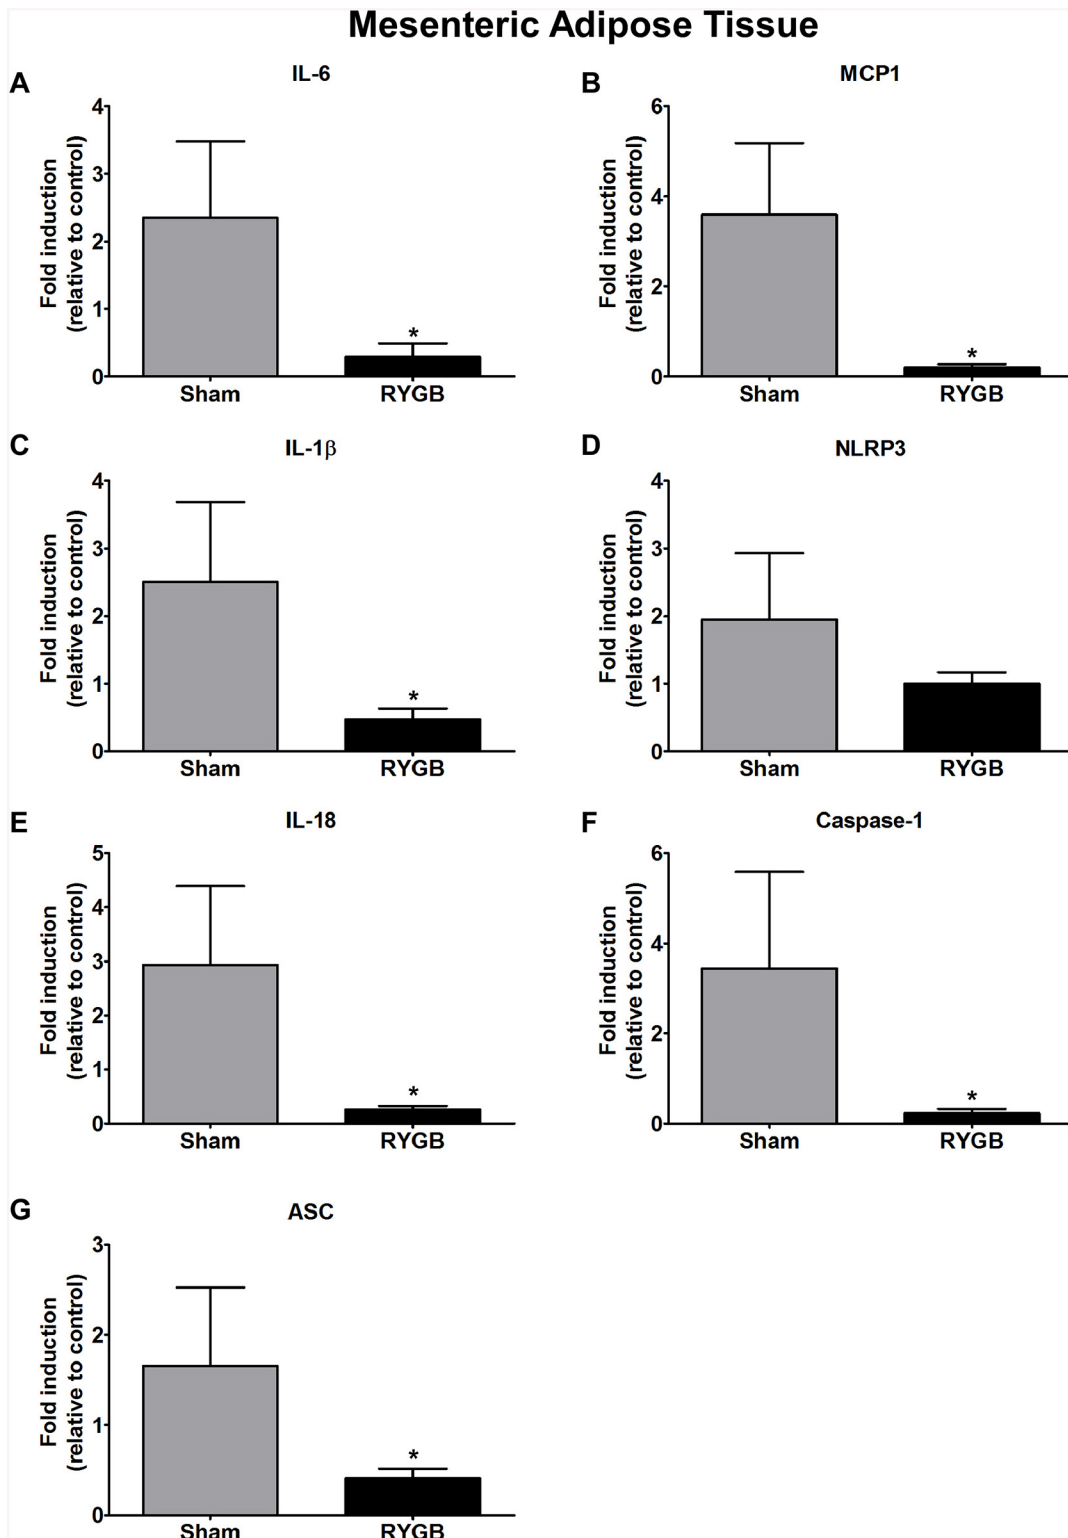 Mesenteric Adipose Tissue
A
IL-6
Fold induction
(relative to control)
4
3
2
1
0
*
Sham
RYGB
B
MCP1
Fold induction
(relative to control)
6
4
2
0
*
Sham
RYGB
C
IL-1β
Fold induction
(relative to control)
4
3
2
1
0
*
Sham
RYGB
D
NLRP3
Fold induction
(relative to control)
4
3
2
1
0
Sham
RYGB
E
IL-18
Fold induction
(relative to control)
5
4
3
2
1
0
*
Sham
RYGB
F
Caspase-1
Fold induction
(relative to control)
6
4
2
0
*
Sham
RYGB
G
ASC
Fold induction
(relative to control)
3
2
1
0
*
Sham
RYGB